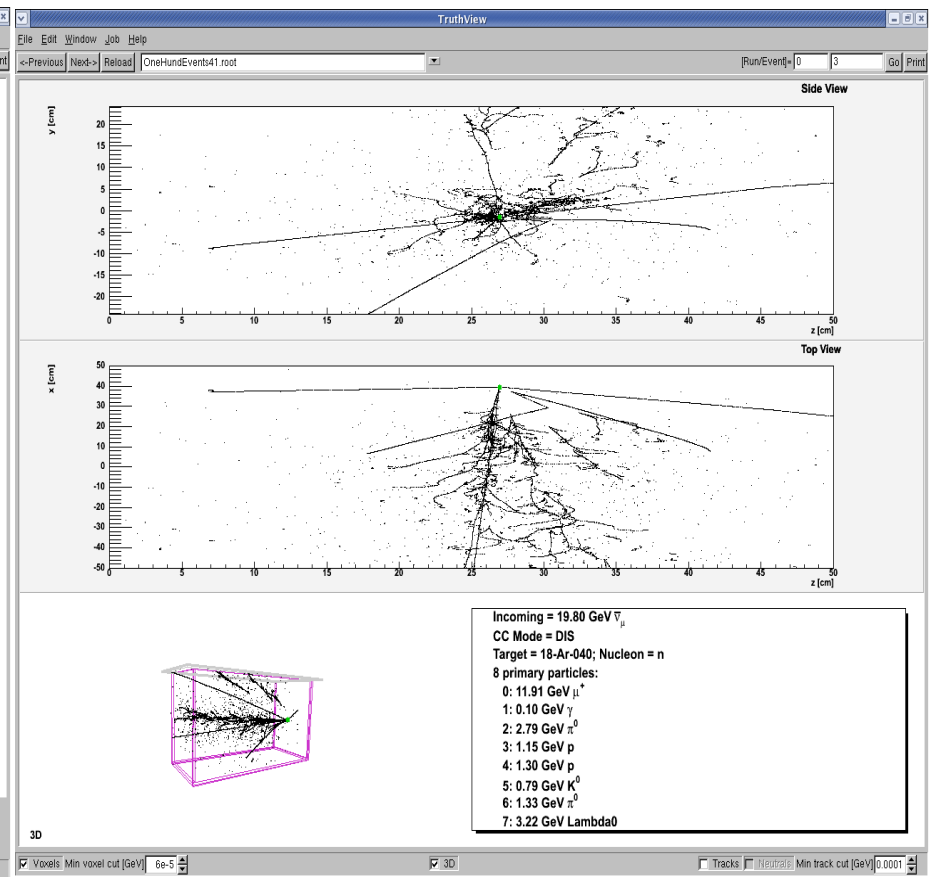 TruthView
File Edit Window Job Help
nt <-Previous Next-> Reload OneHundEvents41.root [Run/Event]= 0 3 Go Print
Side View
y [cm]
20
15
10
5
0
-5
-10
-15
-20
0 5 10 15 20 25 30 35 40 45 50
z [cm]
Top View
x [cm]
50
40
30
20
10
0
-10
-20
-30
-40
-50
0 5 10 15 20 25 30 35 40 45 50
z [cm]
Incoming = 19.80 GeV ν̅μ
CC Mode = DIS
Target = 18-Ar-040; Nucleon = n
8 primary particles:
0: 11.91 GeV μ⁺
1: 0.10 GeV γ
2: 2.79 GeV π⁰
3: 1.15 GeV p
4: 1.30 GeV p
5: 0.79 GeV K⁰
6: 1.33 GeV π⁰
7: 3.22 GeV Lambda0
3D
Voxels Min voxel cut [GeV] 6e-5 3D Tracks Neutrals Min track cut [GeV] 0.0001